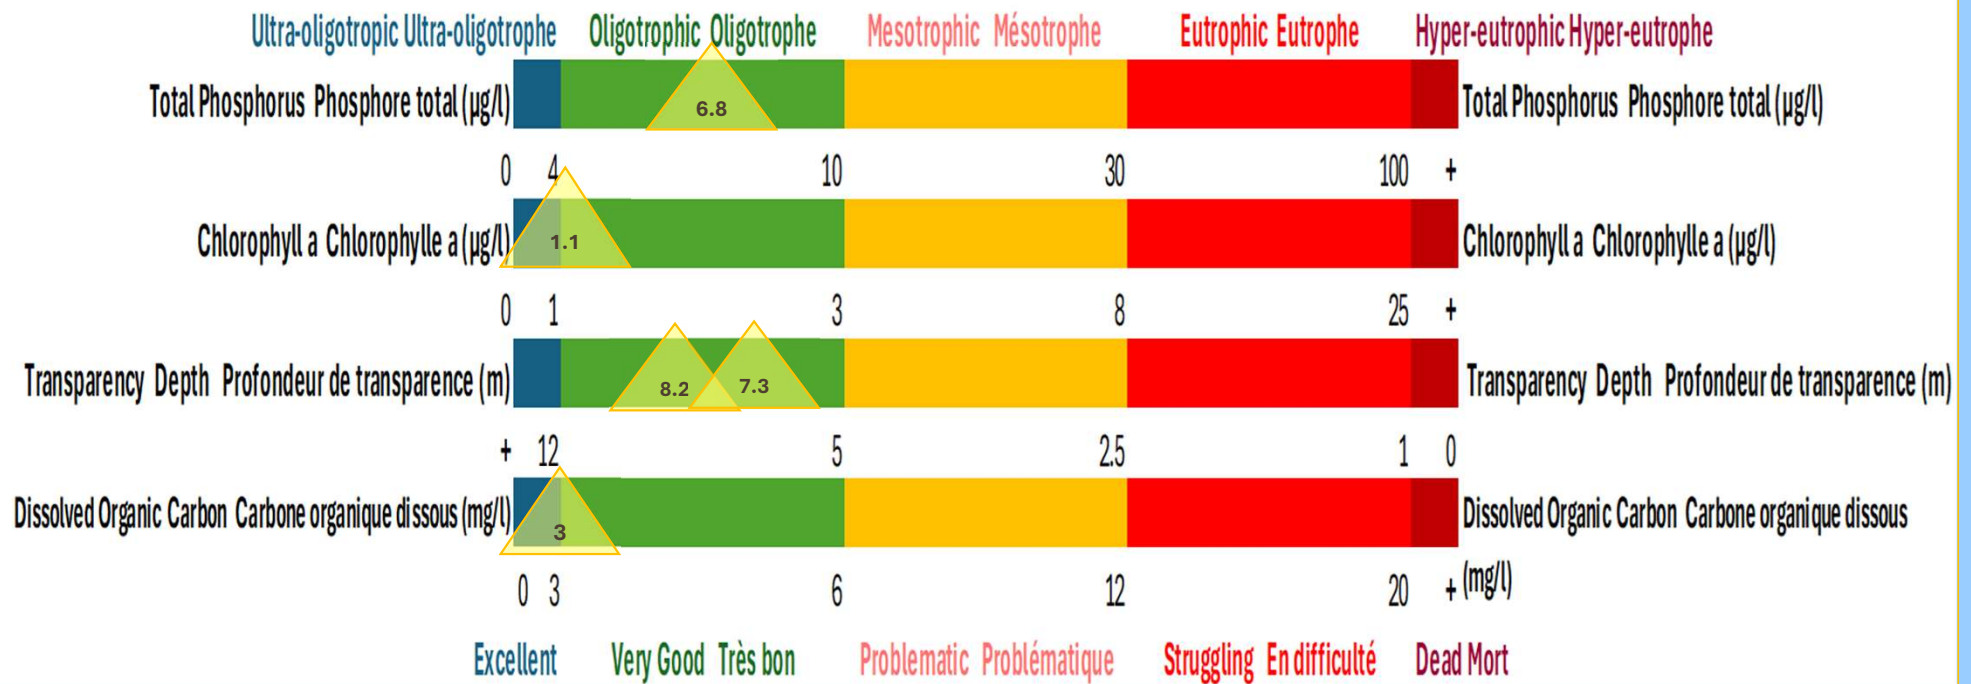 Ultra-oligotropic Ultra-oligotrophe Oligotrophic Oligotrophe Mesotrophic Mésotrophe Eutrophic Eutrophe Hyper-eutrophic Hyper-eutrophe
Total Phosphorus Phosphore total (µg/l) 6.8 Total Phosphorus Phosphore total (µg/l)
0 4 10 30 100 +
Chlorophyll a Chlorophylle a (µg/l) 1.1 Chlorophyll a Chlorophylle a (µg/l)
0 1 3 8 25 +
Transparency Depth Profondeur de transparence (m) 8.2 7.3 Transparency Depth Profondeur de transparence (m)
+ 12 5 2.5 1 0
Dissolved Organic Carbon Carbone organique dissous (mg/l) 3 Dissolved Organic Carbon Carbone organique dissous
(mg/l)
0 3 6 12 20 +
Excellent Very Good Très bon Problematic Problématique Struggling En difficulté Dead Mort